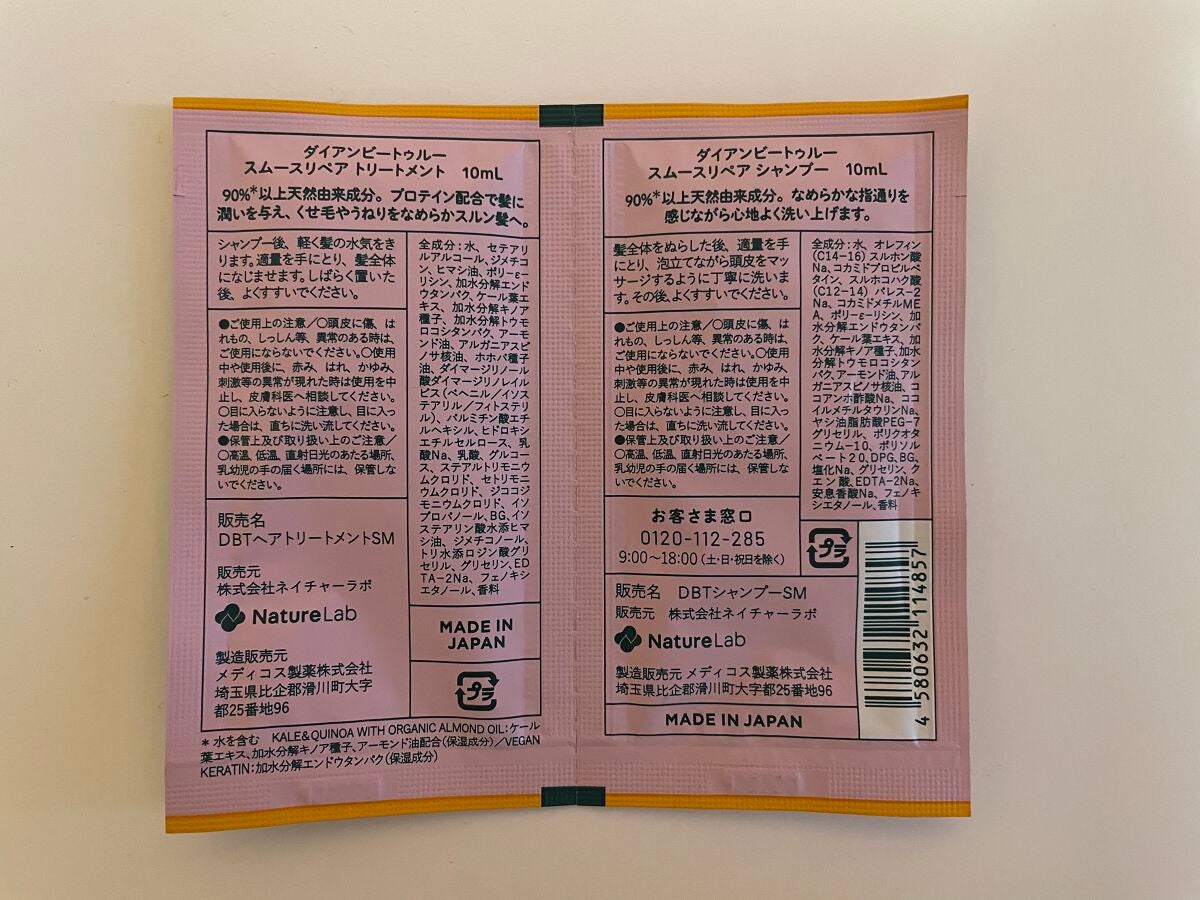 ダイアンビートゥルー
スムースリペア トリートメント 10mL
90%*以上天然由来成分。プロテイン配合で髪に
潤いを与え、くせ毛やうねりをなめらかスルン髪へ。
シャンプー後、軽く髪の水気をき
ります。適量を手にとり、髪全体
になじませます。しばらく置いた
後、よくすすいでください。
●ご使用上の注意／○頭皮に傷、は
れもの、しっしん等、異常のある時は、
ご使用にならないでください。○使用
中や使用後に、赤み、はれ、かゆみ、
刺激等の異常が現れた時は使用を中
止し、皮膚科医へ相談してください。
○目に入らないように注意し、目に入っ
た場合は、直ちに洗い流してください。
●保管上及び取り扱い上のご注意／
○高温、低温、直射日光のあたる場所、
乳幼児の手の届く場所には、保管しな
いでください。
販売名
DBTヘアトリートメントSM
販売元
株式会社ネイチャーラボ
NatureLab
製造販売元
メディコス製薬株式会社
埼玉県比企郡滑川町大字
都25番地96
全成分：水、セテアリ
ルアルコール、ジメチコ
ン、ヒマシ油、ポリ-ε-
リシン、加水分解エンド
ウタンパク、ケール葉エ
キス、加水分解キノア
種子、加水分解トウモ
ロコシタンパク、アーモ
ンド油、アルガニアスピ
ノサ核油、ホホバ種子
油、ダイマージリノール
酸ダイマージリノレイル
ビス(ベヘニル／イソス
テアリル／フィトステリ
ル)、パルミチン酸エチ
ルヘキシル、ヒドロキシ
エチルセルロース、乳
酸Na、乳酸、グルコー
ス、ステアルトリモニウ
ムクロリド、セトリモニ
ウムクロリド、ジココジ
モニウムクロリド、イソ
プロパノール、BG、イソ
ステアリン酸水添ヒマ
シ油、ジメチコノール、
トリ水添ロジン酸グリ
セリル、グリセリン、ED
TA-2Na、フェノキシ
エタノール、香料
MADE IN
JAPAN
プラ
* 水を含む KALE&QUINOA WITH ORGANIC ALMOND OIL：ケール
葉エキス、加水分解キノア種子、アーモンド油配合(保湿成分)／VEGAN
KERATIN：加水分解エンドウタンパク(保湿成分)
ダイアンビートゥルー
スムースリペア シャンプー 10mL
90%*以上天然由来成分。なめらかな指通りを
感じながら心地よく洗い上げます。
髪全体をぬらした後、適量を手
にとり、泡立てながら頭皮をマッ
サージするように丁寧に洗いま
す。その後、よくすすいでください。
●ご使用上の注意／○頭皮に傷、は
れもの、しっしん等、異常のある時は、
ご使用にならないでください。○使用
中や使用後に、赤み、はれ、かゆみ、
刺激等の異常が現れた時は使用を中
止し、皮膚科医へ相談してください。
○目に入らないように注意し、目に入っ
た場合は、直ちに洗い流してください。
●保管上及び取り扱い上のご注意／
○高温、低温、直射日光のあたる場所、
乳幼児の手の届く場所には、保管しな
いでください。
全成分：水、オレフィン
(C14-16)スルホン酸
Na、コカミドプロピルベ
タイン、スルホコハク酸
(C12-14)パレス-2
Na、コカミドメチルME
A、ポリ-ε-リシン、加
水分解エンドウタンパ
ク、ケール葉エキス、加
水分解キノア種子、加水
分解トウモロコシタン
パク、アーモンド油、アル
ガニアスピノサ核油、コ
コアンホ酢酸Na、ココ
イルメチルタウリンNa、
ヤシ油脂肪酸PEG-7
グリセリル、ポリクオタ
ニウム-10、ポリソル
ベート20、DPG、BG、
塩化Na、グリセリン、ク
エン酸、EDTA-2Na、
安息香酸Na、フェノキ
シエタノール、香料
お客さま窓口
0120-112-285
9:00〜18:00(土・日・祝日を除く)
プラ
販売名 DBTシャンプーSM
販売元 株式会社ネイチャーラボ
NatureLab
製造販売元 メディコス製薬株式会社
埼玉県比企郡滑川町大字都25番地96
MADE IN JAPAN
4 580632 114857